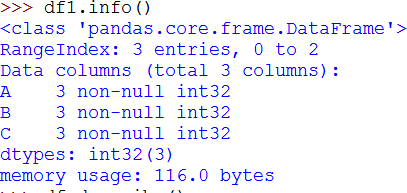 >>> df1.info()
<class 'pandas.core.frame.DataFrame'>
RangeIndex: 3 entries, 0 to 2
Data columns (total 3 columns):
A    3 non-null int32
B    3 non-null int32
C    3 non-null int32
dtypes: int32(3)
memory usage: 116.0 bytes